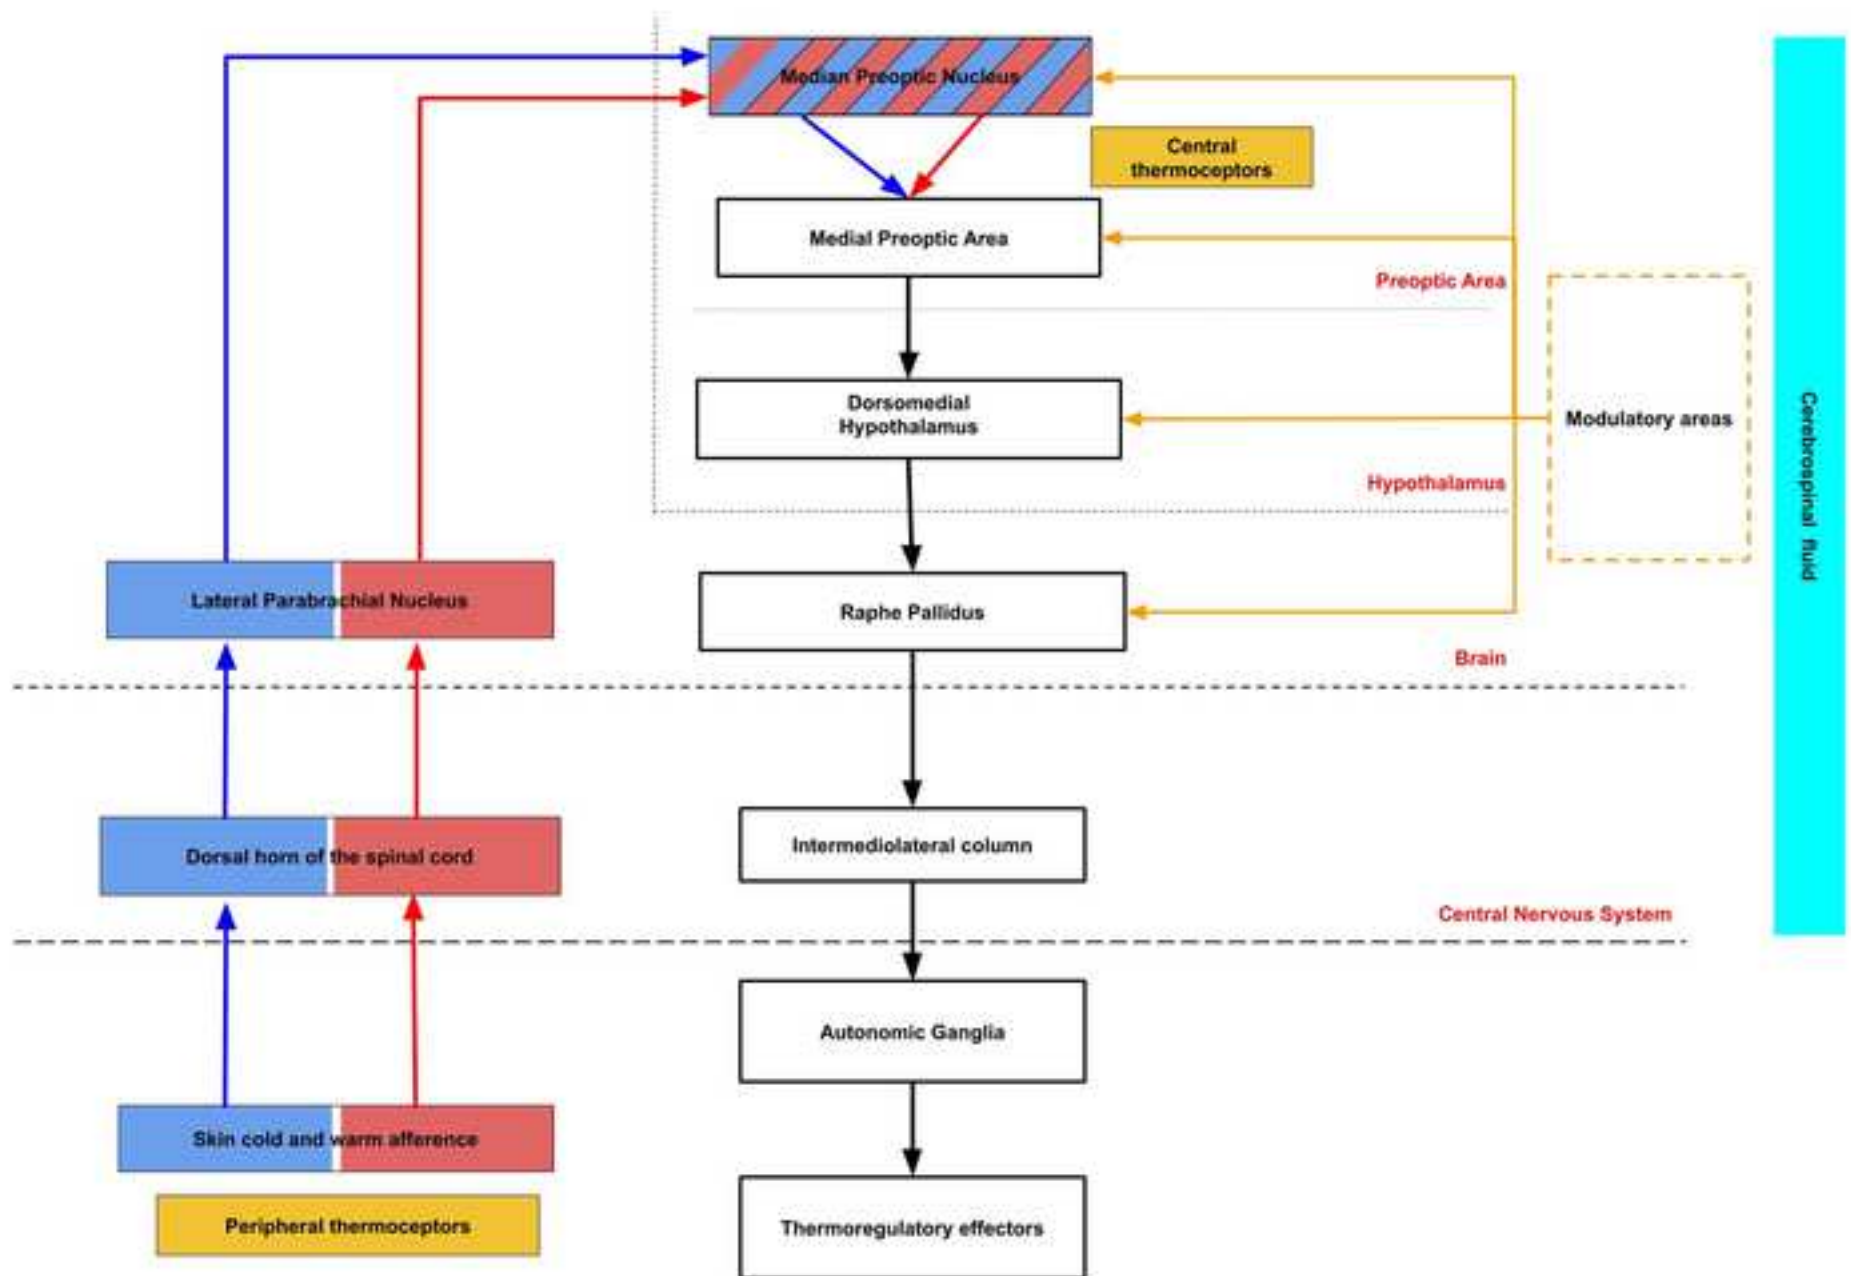 Median Preoptic Nucleus
Central
thermoceptors
Medial Preoptic Area
Preoptic Area
Dorsomedial
Hypothalamus
Modulatory areas
Cerebrospinal fluid
Hypothalamus
Lateral Parabrachial Nucleus
Raphe Pallidus
Brain
Intermediolateral column
Dorsal horn of the spinal cord
Central Nervous System
Autonomic Ganglia
Skin cold and warm afference
Peripheral thermoceptors
Thermoregulatory effectors